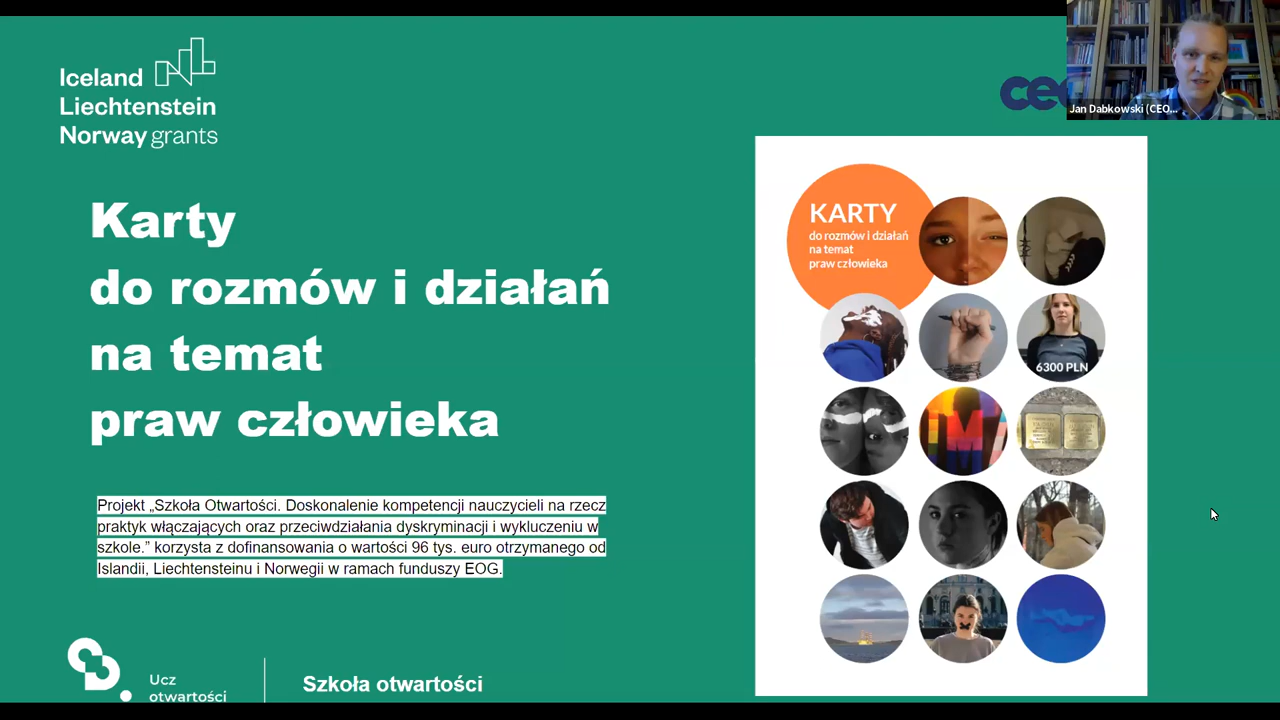 Iceland
Liechtenstein
Norway grants
Jan Dabkowski (CEO...
Karty
do rozmów i działań
na temat
praw człowieka
Projekt „Szkoła Otwartości. Doskonalenie kompetencji nauczycieli na rzecz
praktyk włączających oraz przeciwdziałania dyskryminacji i wykluczeniu w
szkole.” korzysta z dofinansowania o wartości 96 tys. euro otrzymanego od
Islandii, Liechtensteinu i Norwegii w ramach funduszy EOG.
Ucz
otwartości
Szkoła otwartości
KARTY
do rozmów i działań
na temat
praw człowieka
6300 PLN